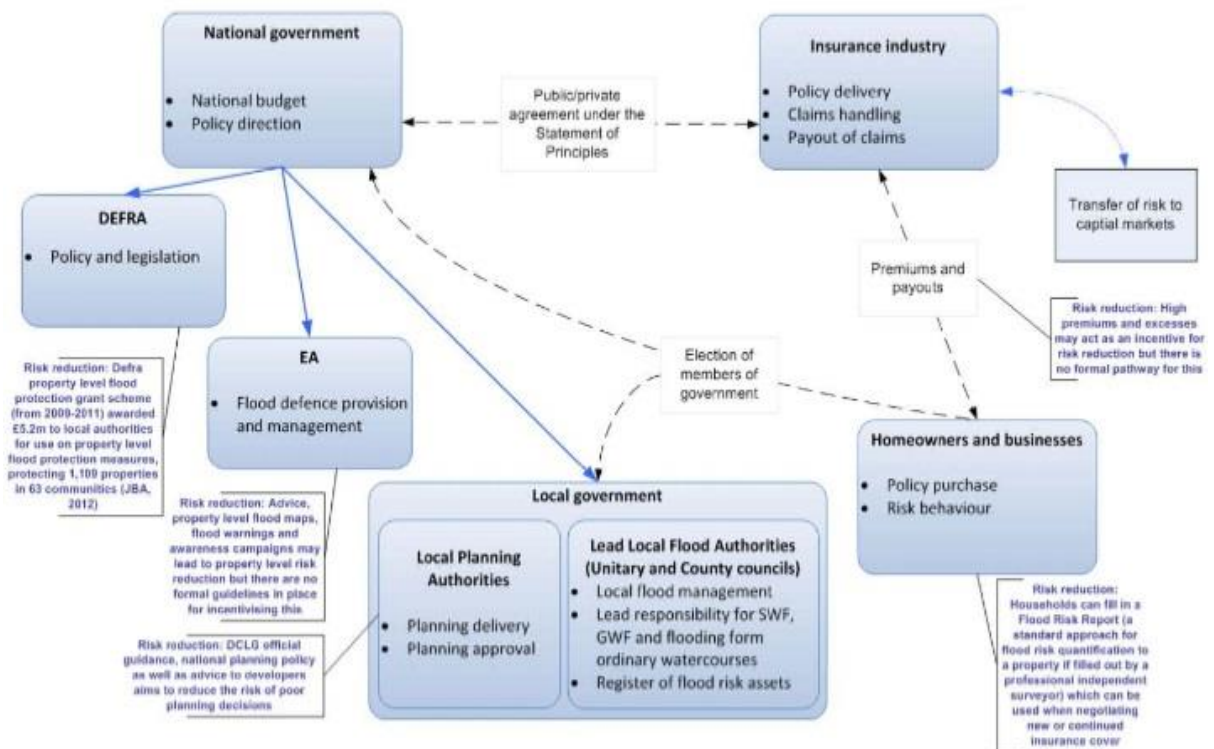 National government
• National budget
• Policy direction
Public/private
agreement under the
Statement of
Principles
Insurance industry
• Policy delivery
• Claims handling
• Payout of claims
Transfer of risk to
captial markets
DEFRA
• Policy and legislation
Premiums and
payouts
Risk reduction: High
premiums and excesses
may act as an incentive for
risk reduction but there is
no formal pathway for this
EA
• Flood defence provision
and management
Election of
members of
government
Risk reduction: Defra
property level flood
protection grant scheme
(from 2009-2011) awarded
£5.2m to local authorities
for use on property level
flood protection measures,
protecting 1,109 properties
in 63 communities (JBA,
2012)
Homeowners and businesses
• Policy purchase
• Risk behaviour
Risk reduction: Advice,
property level flood maps,
flood warnings and
awareness campaigns may
lead to property level risk
reduction but there are no
formal guidelines in place
for incentivising this
Local government
Local Planning
Authorities
• Planning delivery
• Planning approval
Lead Local Flood Authorities
(Unitary and County councils)
• Local flood management
• Lead responsibility for SWF,
GWF and flooding form
ordinary watercourses
• Register of flood risk assets
Risk reduction: DCLG official
guidance, national planning policy
as well as advice to developers
aims to reduce the risk of poor
planning decisions
Risk reduction:
Households can fill in a
Flood Risk Report (a
standard approach for
flood risk quantification to
a property if filled out by a
professional independent
surveyor) which can be
used when negotiating
new or continued
insurance cover